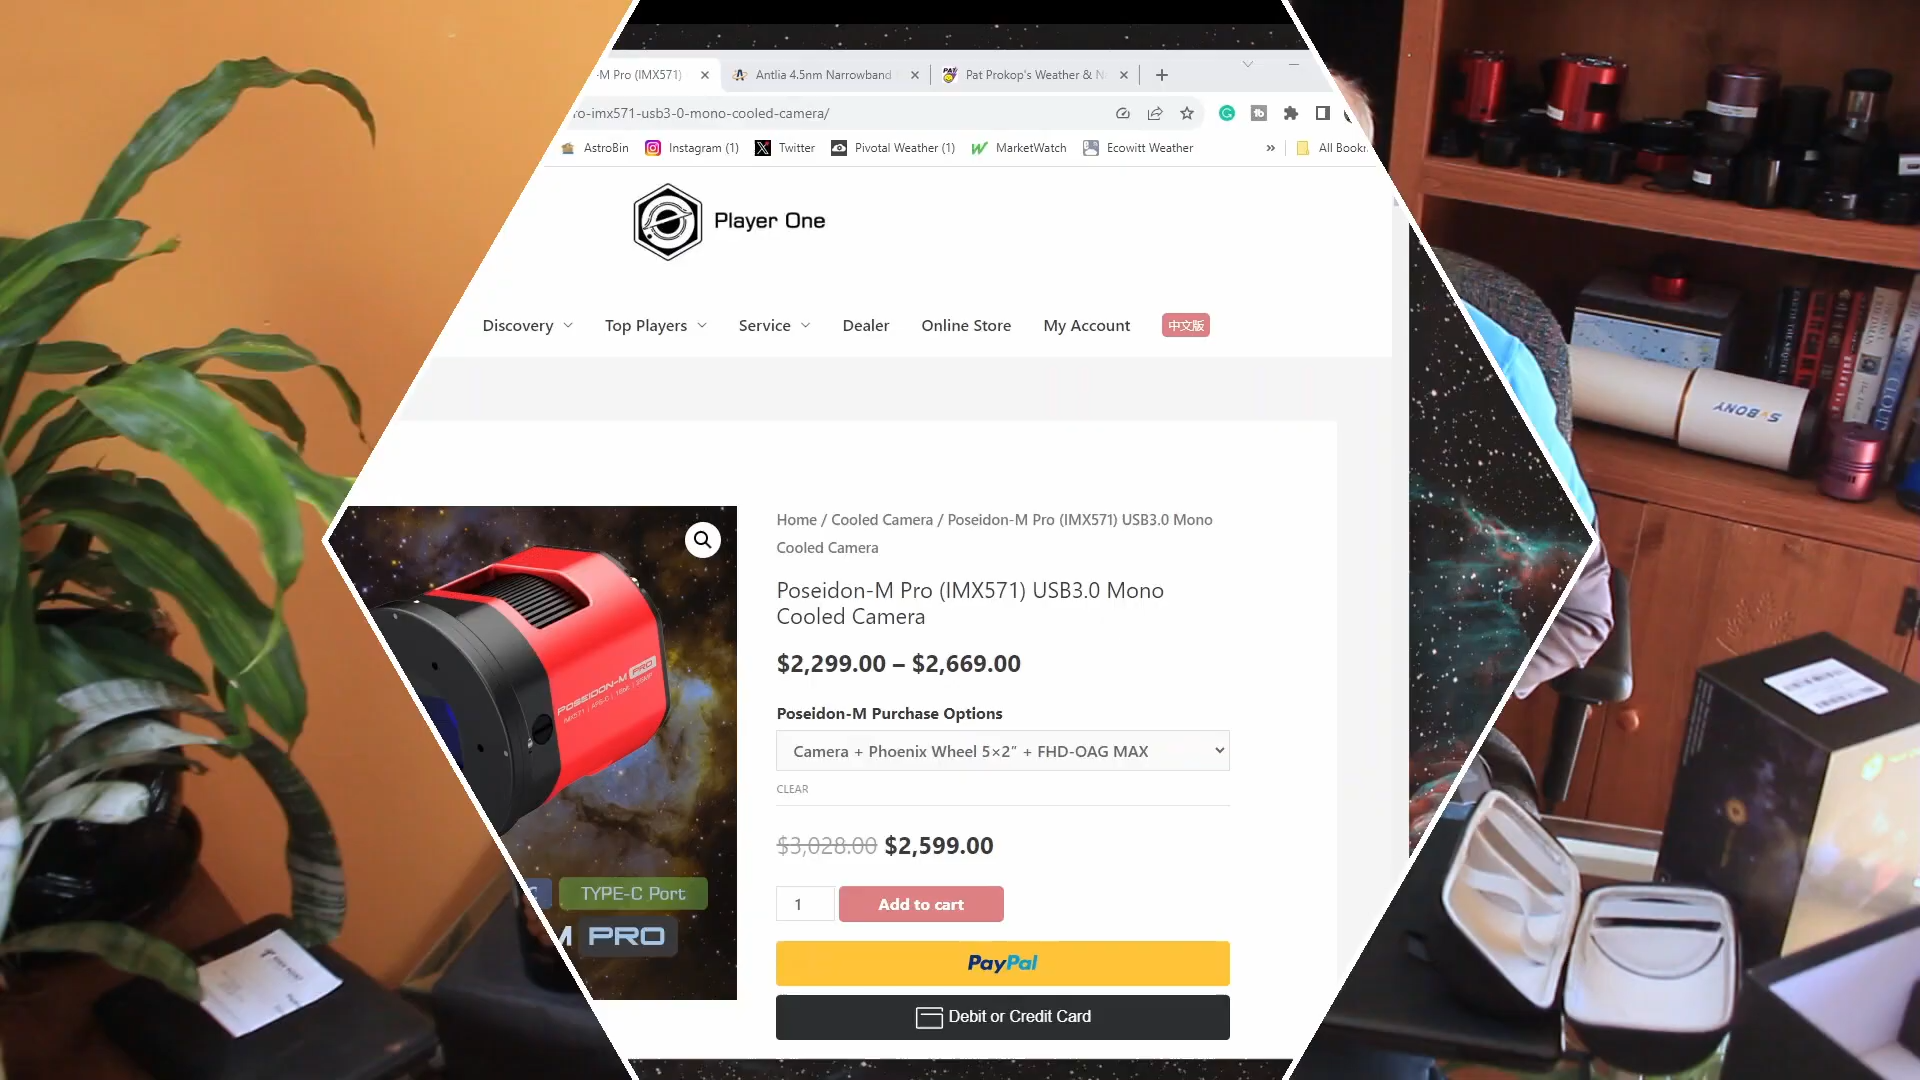 -M Pro (IMX571)
Antlia 4.5nm Narrowband
Pat Prokop's Weather & N
ro-imx571-usb3-0-mono-cooled-camera/
AstroBin
Instagram (1)
Twitter
Pivotal Weather (1)
MarketWatch
Ecowitt Weather
»
All Bookm
Player One
Discovery
Top Players
Service
Dealer
Online Store
My Account
中文版
Home / Cooled Camera / Poseidon-M Pro (IMX571) USB3.0 Mono
Cooled Camera
Poseidon-M Pro (IMX571) USB3.0 Mono
Cooled Camera
$2,299.00 – $2,669.00
Poseidon-M Purchase Options
Camera + Phoenix Wheel 5×2″ + FHD-OAG MAX
CLEAR
$3,028.00 $2,599.00
1
Add to cart
PayPal
Debit or Credit Card
POSEIDON-M PRO
TYPE-C Port
M PRO
SVBONY